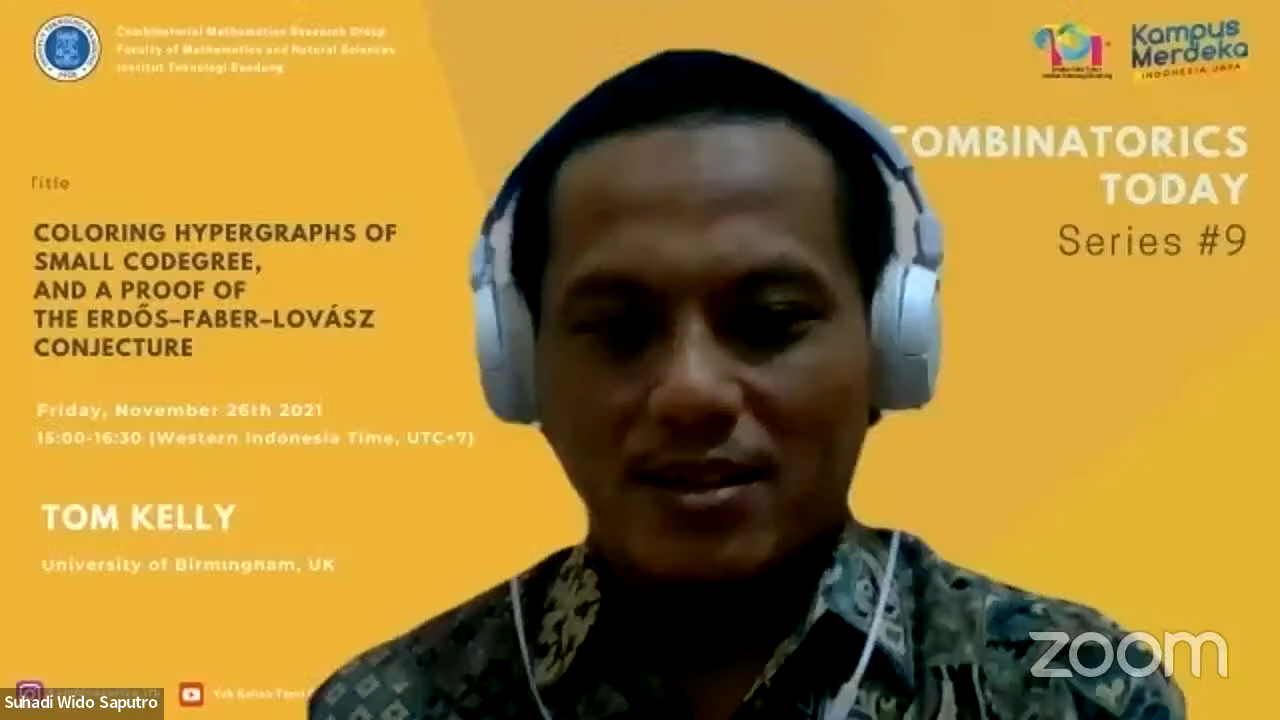 Combinatorial Mathematics Research Group
Faculty of Mathematics and Natural Sciences
Institut Teknologi Bandung
Kampus
Merdeka
INDONESIA JAYA
COMBINATORICS
TODAY
Series #9
Title
COLORING HYPERGRAPHS OF
SMALL CODEGREE,
AND A PROOF OF
THE ERDŐS–FABER–LOVÁSZ
CONJECTURE
Friday, November 26th 2021
15:00-16:30 (Western Indonesia Time, UTC+7)
TOM KELLY
University of Birmingham, UK
zoom
Suhadi Wido Saputro